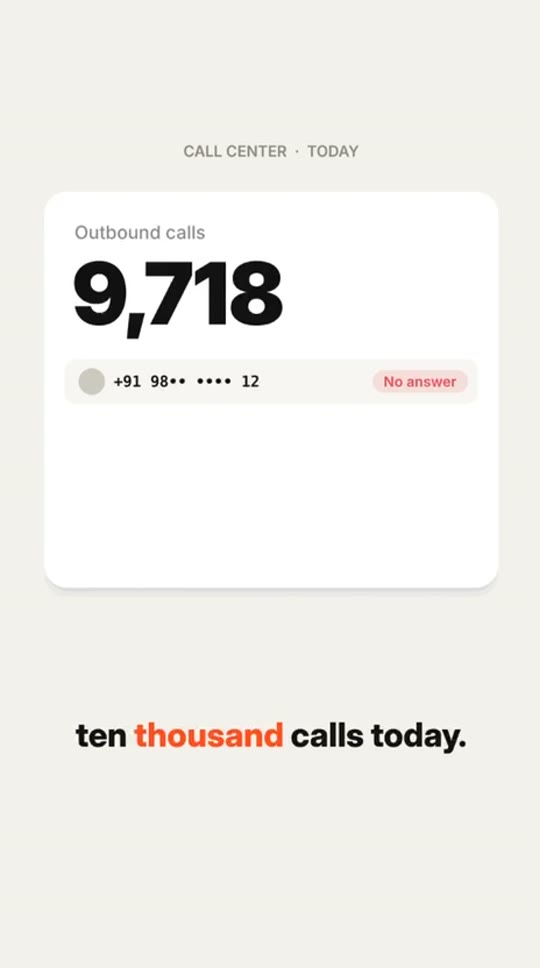 CALL CENTER · TODAY
Outbound calls
9,718
+91 98•• •••• 12 No answer
ten thousand calls today.